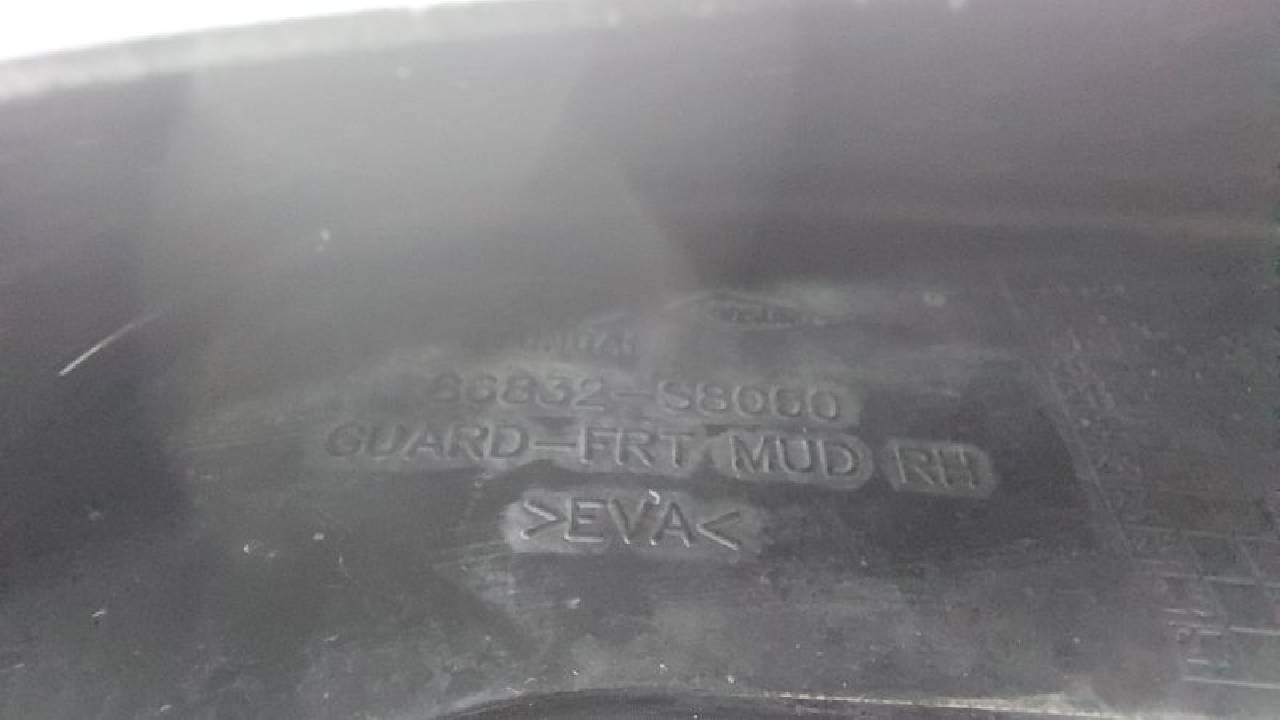 86832-S8000
GUARD-FRT MUD RH
>EVA<